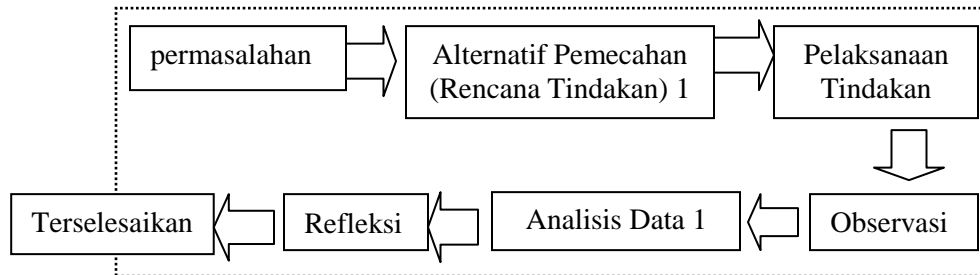 permasalahan
Alternatif Pemecahan
(Rencana Tindakan) 1
Pelaksanaan
Tindakan
Observasi
Analisis Data 1
Refleksi
Terselesaikan